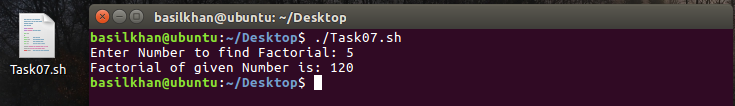 basilkhan@ubuntu: ~/Desktop
basilkhan@ubuntu:~/Desktop$ ./Task07.sh
Enter Number to find Factorial: 5
Factorial of given Number is: 120
basilkhan@ubuntu:~/Desktop$
Task07.sh